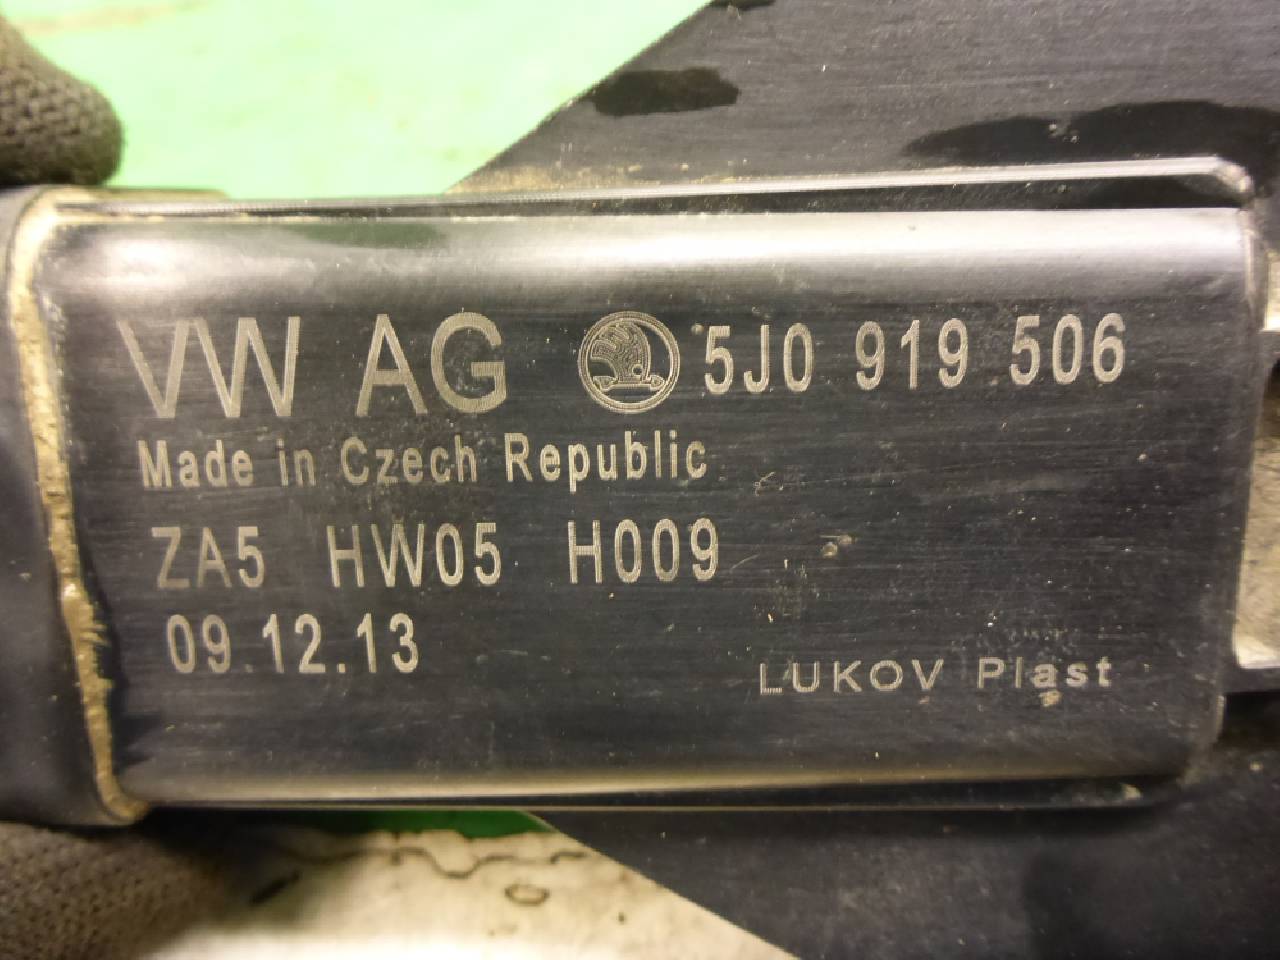 VW AG 5J0 919 506
Made in Czech Republic
ZA5 HW05 H009
09.12.13
LUKOV Plast